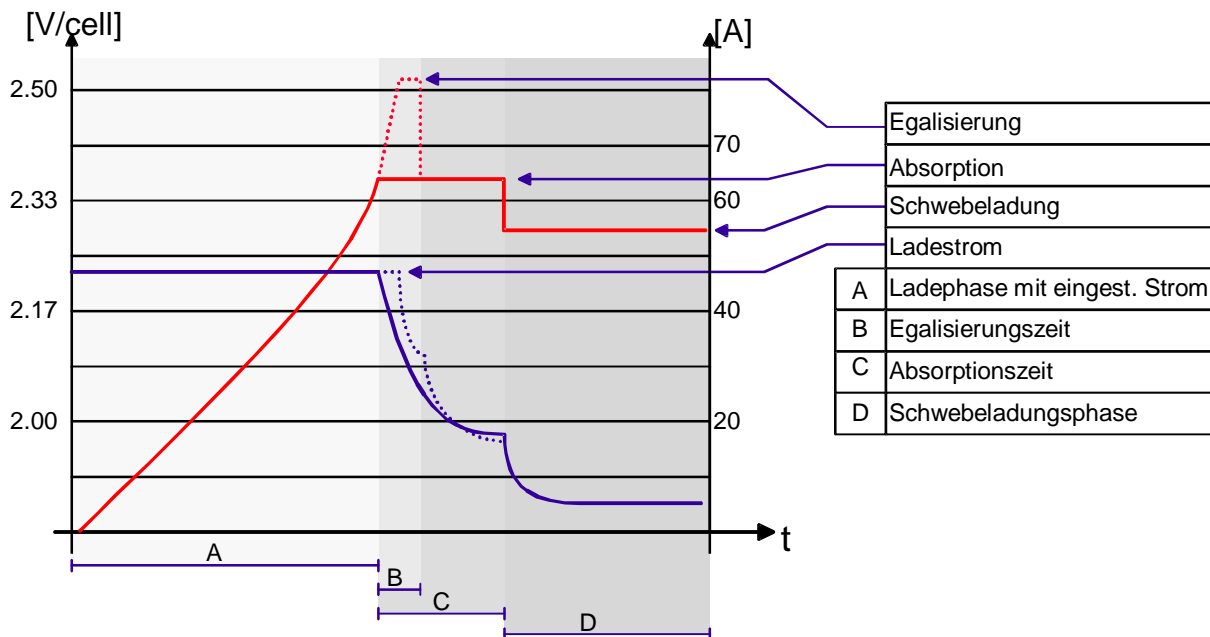 [V/cell]
[A]
2.50
2.33
2.17
2.00
70
60
40
20
t
A
B
C
D
Egalisierung
Absorption
Schwebeladung
Ladestrom
A Ladephase mit eingest. Strom
B Egalisierungszeit
C Absorptionszeit
D Schwebeladungsphase